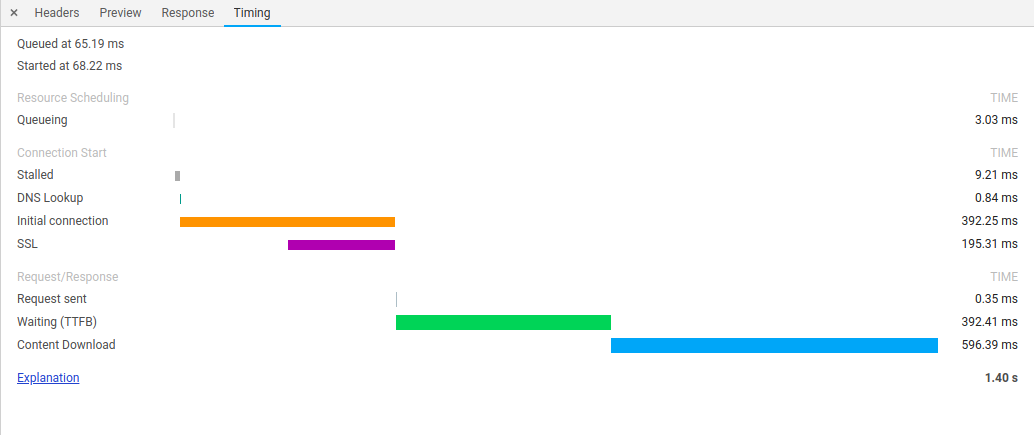 × Headers Preview Response Timing
Queued at 65.19 ms
Started at 68.22 ms
Resource Scheduling TIME
Queueing 3.03 ms
Connection Start TIME
Stalled 9.21 ms
DNS Lookup 0.84 ms
Initial connection 392.25 ms
SSL 195.31 ms
Request/Response TIME
Request sent 0.35 ms
Waiting (TTFB) 392.41 ms
Content Download 596.39 ms
Explanation 1.40 s